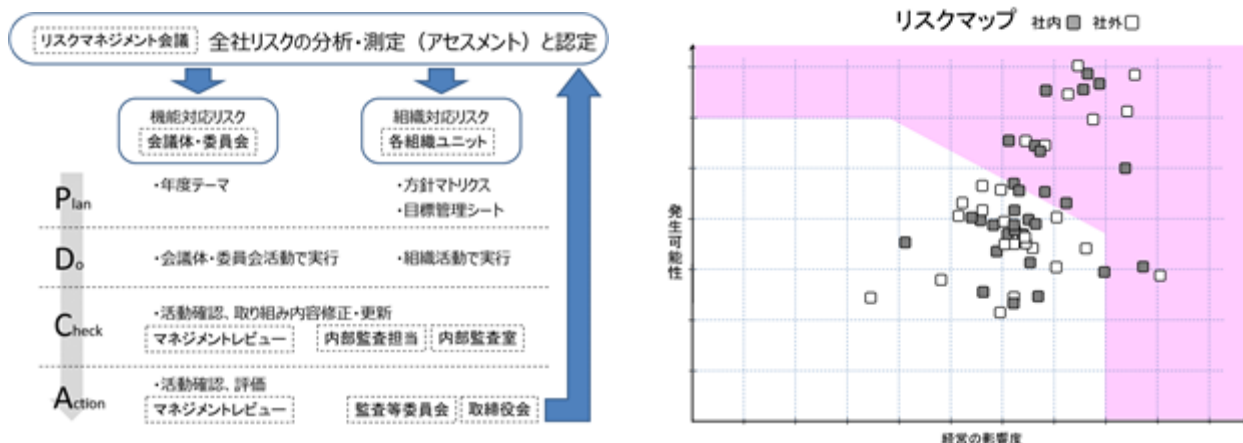 リスクマネジメント会議 全社リスクの分析・測定（アセスメント）と認定
機能対応リスク
会議体・委員会
組織対応リスク
各組織ユニット
Plan
・年度テーマ
・方針マトリクス
・目標管理シート
Do
・会議体・委員会活動で実行
・組織活動で実行
Check
・活動確認、取り組み内容修正・更新
マネジメントレビュー 内部監査担当 内部監査室
Action
・活動確認、評価
マネジメントレビュー 監査等委員会 取締役会
リスクマップ 社内 社外
発生可能性
経営の影響度